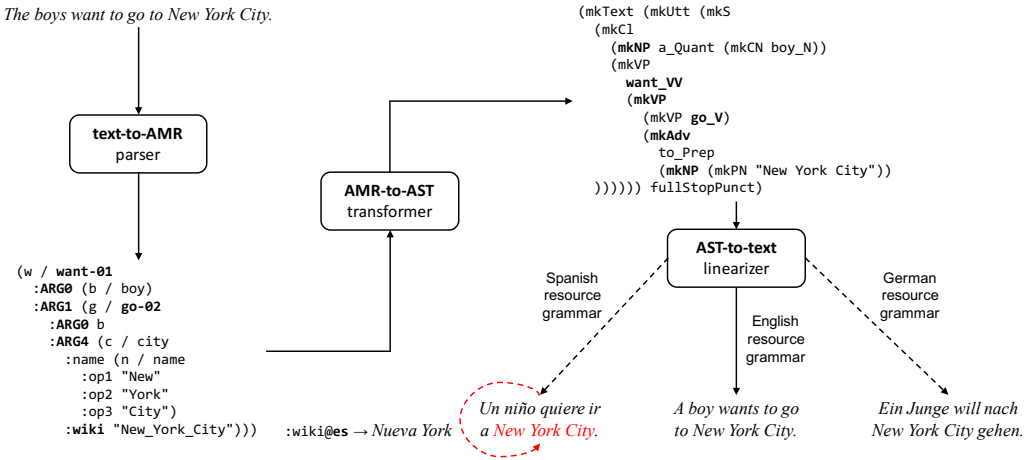 The boys want to go to New York City.
text-to-AMR
parser
(w / want-01
:ARG0 (b / boy)
:ARG1 (g / go-02
:ARG0 b
:ARG4 (c / city
:name (n / name
:op1 "New"
:op2 "York"
:op3 "City")
:wiki "New_York_City")))
AMR-to-AST
transformer
(mkText (mkUtt (mkS
(mkCl
(mkNP a_Quant (mkCN boy_N))
(mkVP
want_VV
(mkVP
(mkVP go_V)
(mkAdv
to_Prep
(mkNP (mkPN "New York City"))
)))))) fullStopPunct)
AST-to-text
linearizer
Spanish
resource
grammar
English
resource
grammar
German
resource
grammar
:wiki@es → Nueva York
Un niño quiere ir
a New York City.
A boy wants to go
to New York City.
Ein Junge will nach
New York City gehen.